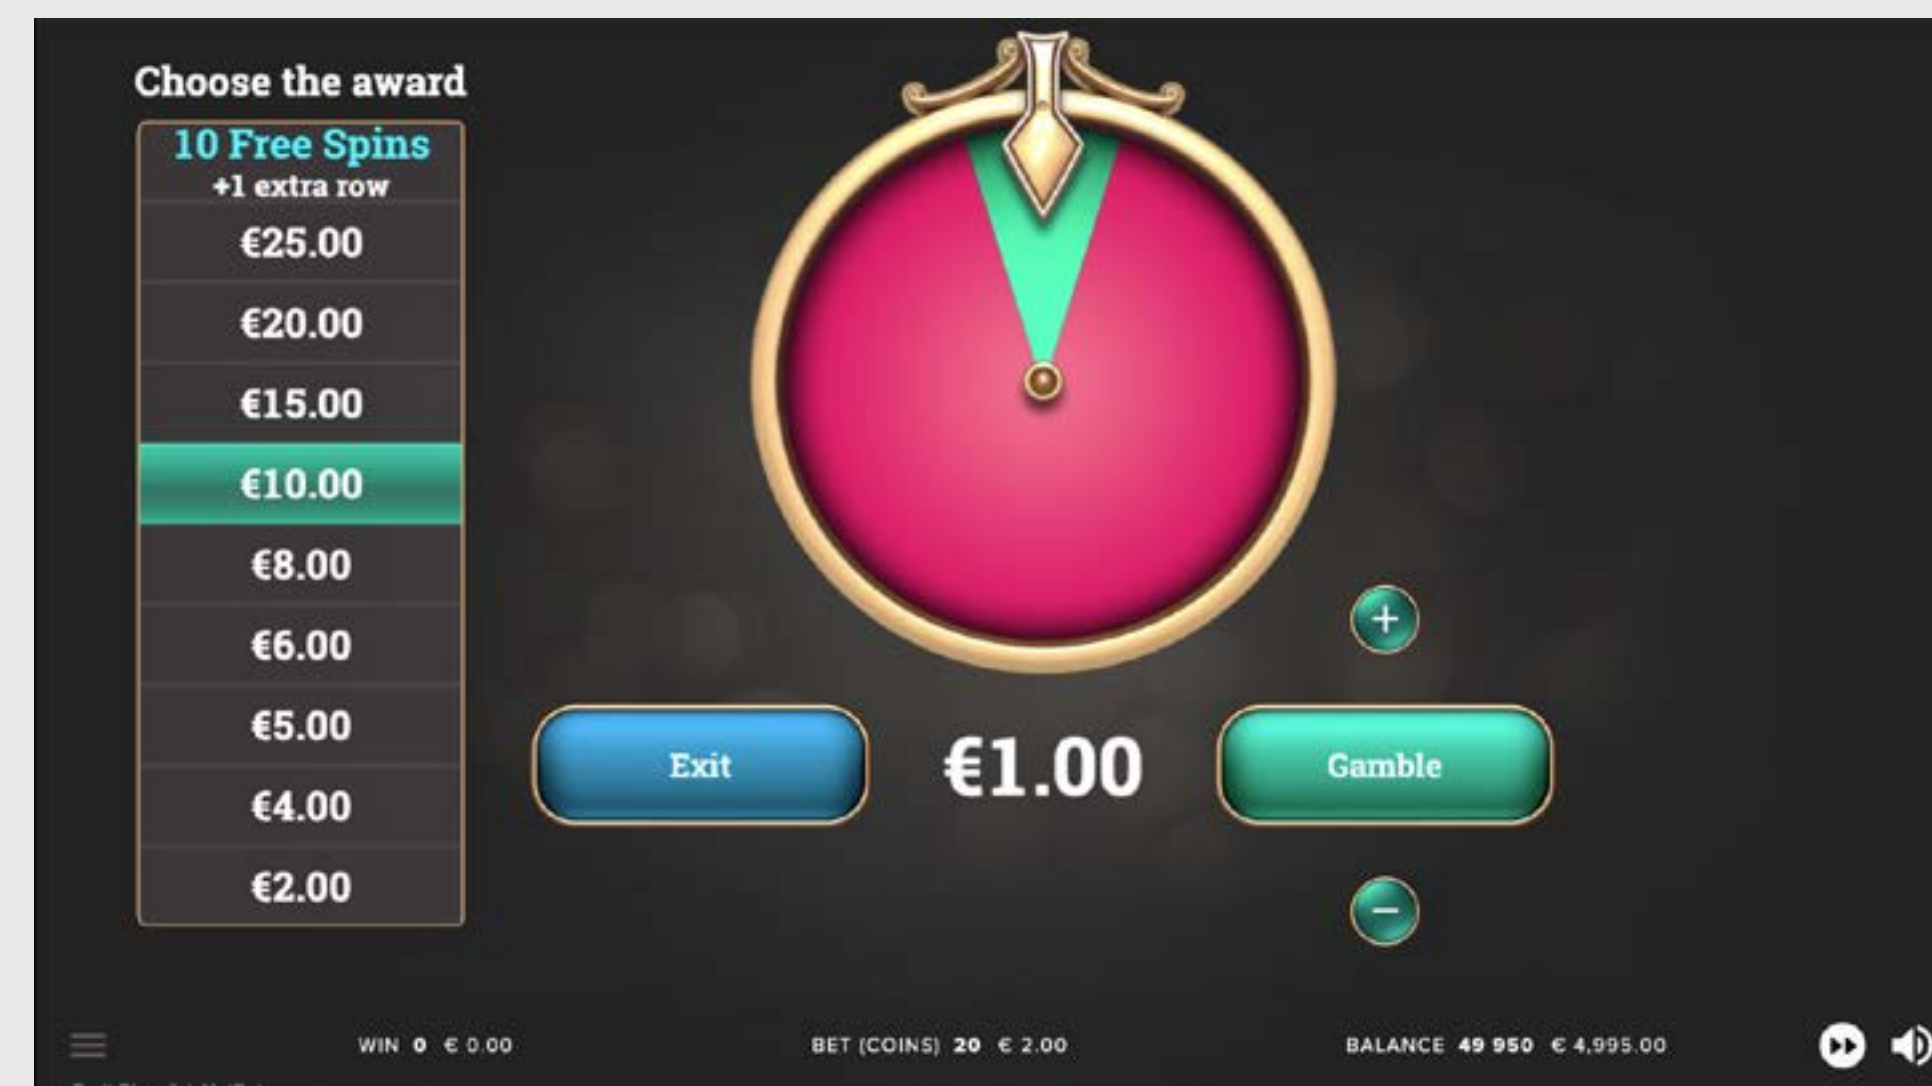 Choose the award
10 Free Spins
+1 extra row
€25.00
€20.00
€15.00
€10.00
€8.00
€6.00
€5.00
€4.00
€2.00
Exit
€1.00
Gamble
WIN 0 € 0.00
BET (COINS) 20 € 2.00
BALANCE 49 950 € 4,995.00